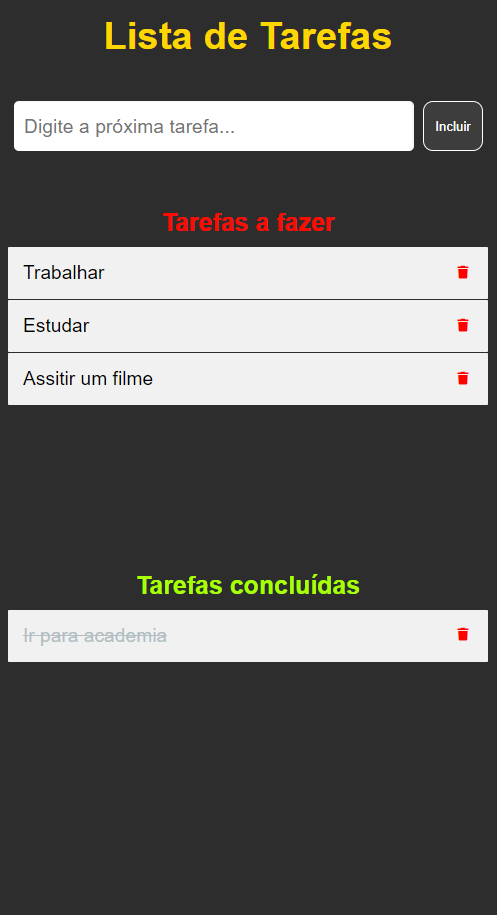 Lista de Tarefas
Digite a próxima tarefa...
Incluir
Tarefas a fazer
Trabalhar
Estudar
Assitir um filme
Tarefas concluídas
Ir para academia